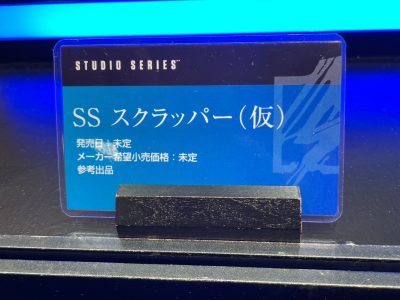 STUDIO SERIES™
SS スクラッパー（仮）
発売日：未定
メーカー希望小売価格：未定
参考出品